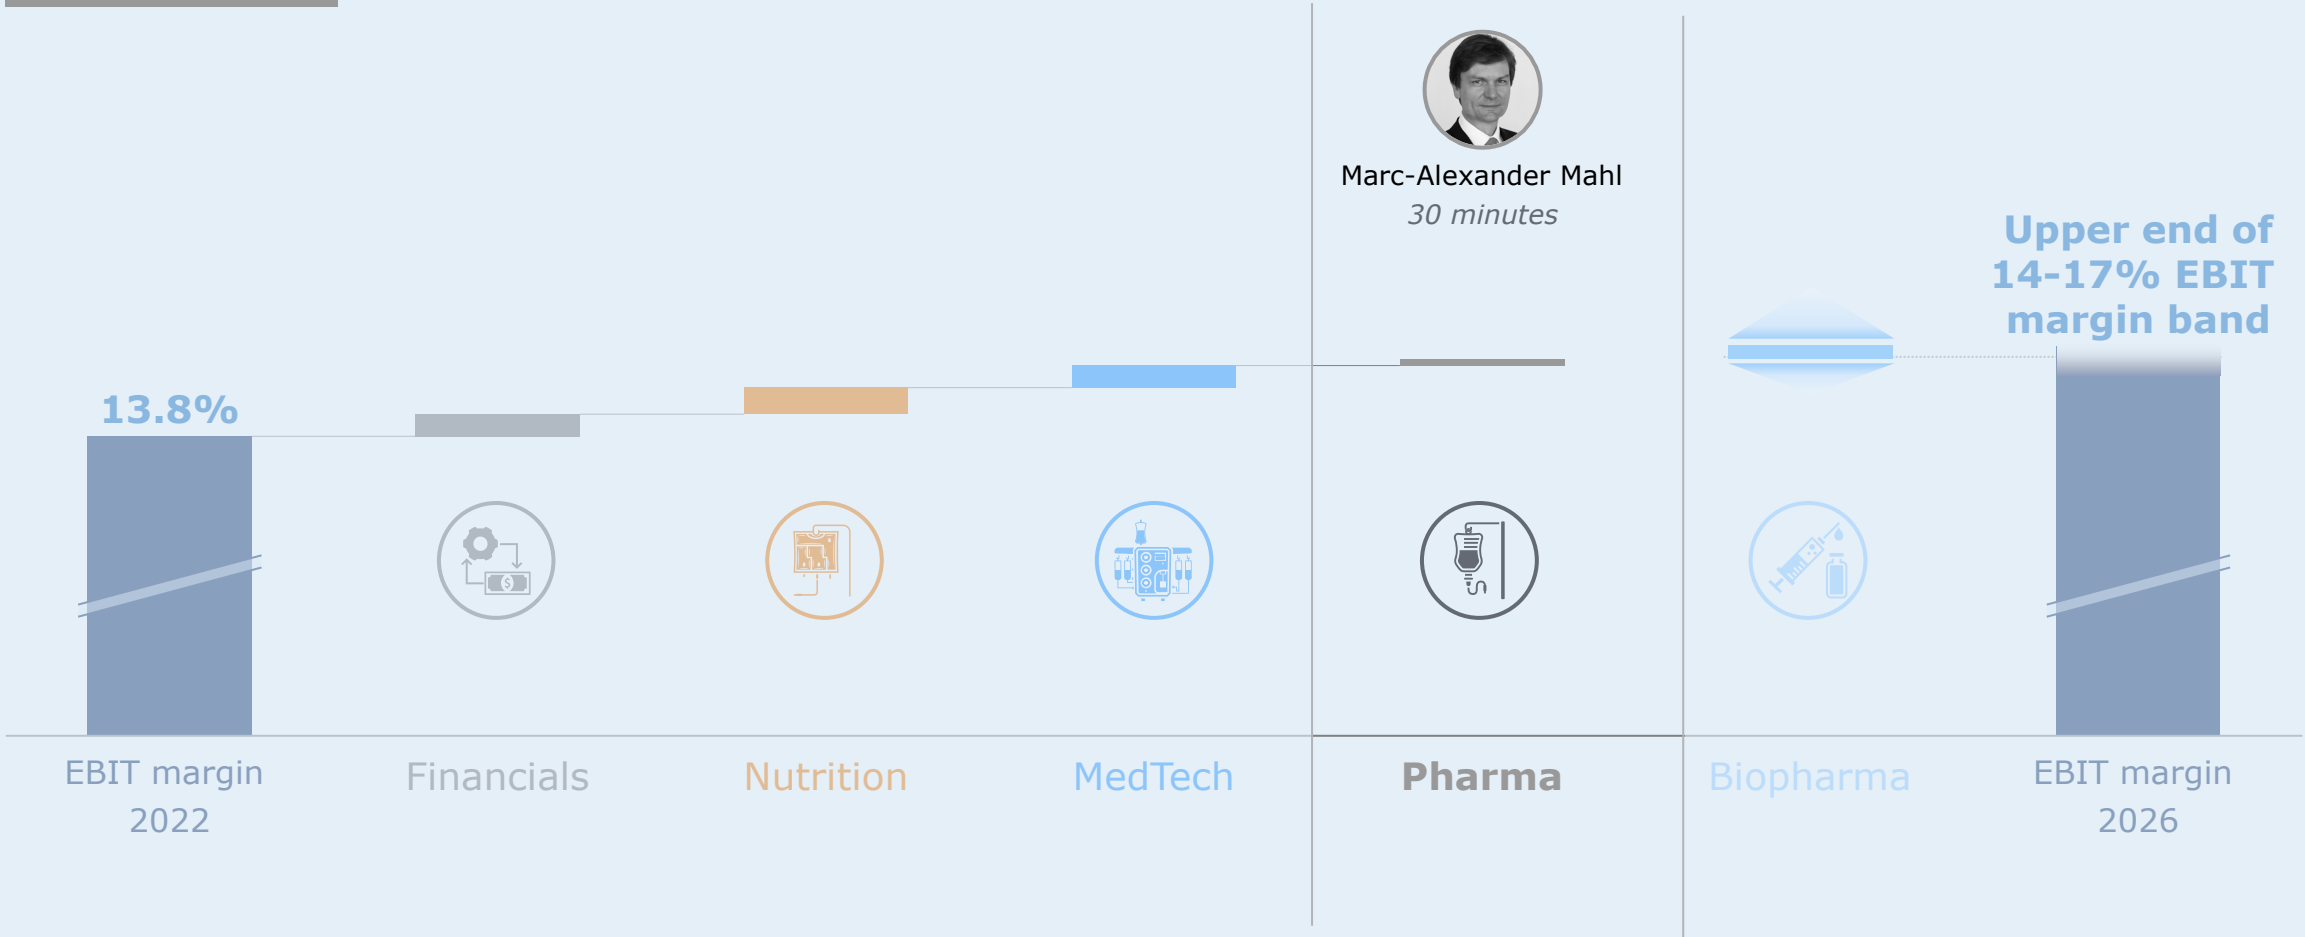 Marc-Alexander Mahl
30 minutes
Upper end of
14-17% EBIT
margin band
13.8%
EBIT margin
2022
Financials
Nutrition
MedTech
Pharma
Biopharma
EBIT margin
2026